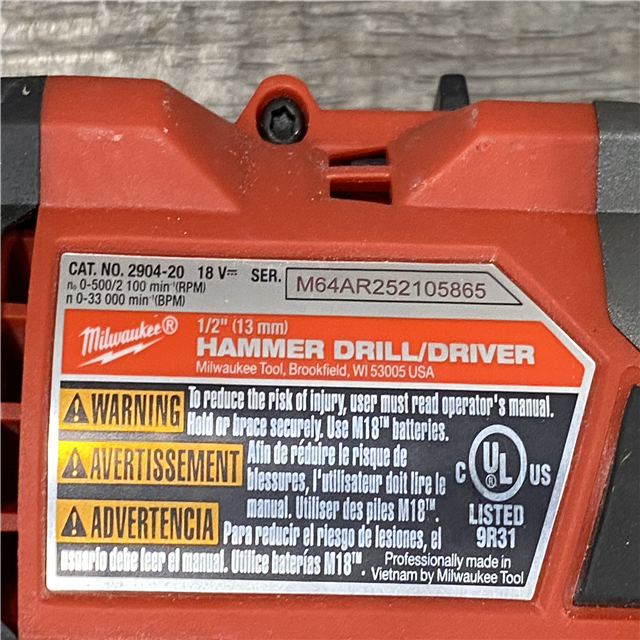 CAT. NO. 2904-20 18 V⎓ SER. M64AR252105865
n₀ 0-500/2 100 min⁻¹(RPM)
n 0-33 000 min⁻¹(BPM)
Milwaukee®
1/2" (13 mm)
HAMMER DRILL/DRIVER
Milwaukee Tool, Brookfield, WI 53005 USA
⚠WARNING To reduce the risk of injury, user must read operator's manual.
Hold or brace securely. Use M18™ batteries.
⚠AVERTISSEMENT Afin de réduire le risque de
blessures, l'utilisateur doit lire le
manual. Utiliser des piles M18™.
⚠ADVERTENCIA Para reducir el riesgo de lesiones, el
usuario debe leer el manual. Utilice baterías M18™.
C UL® US
LISTED
9R31
Professionally made in
Vietnam by Milwaukee Tool